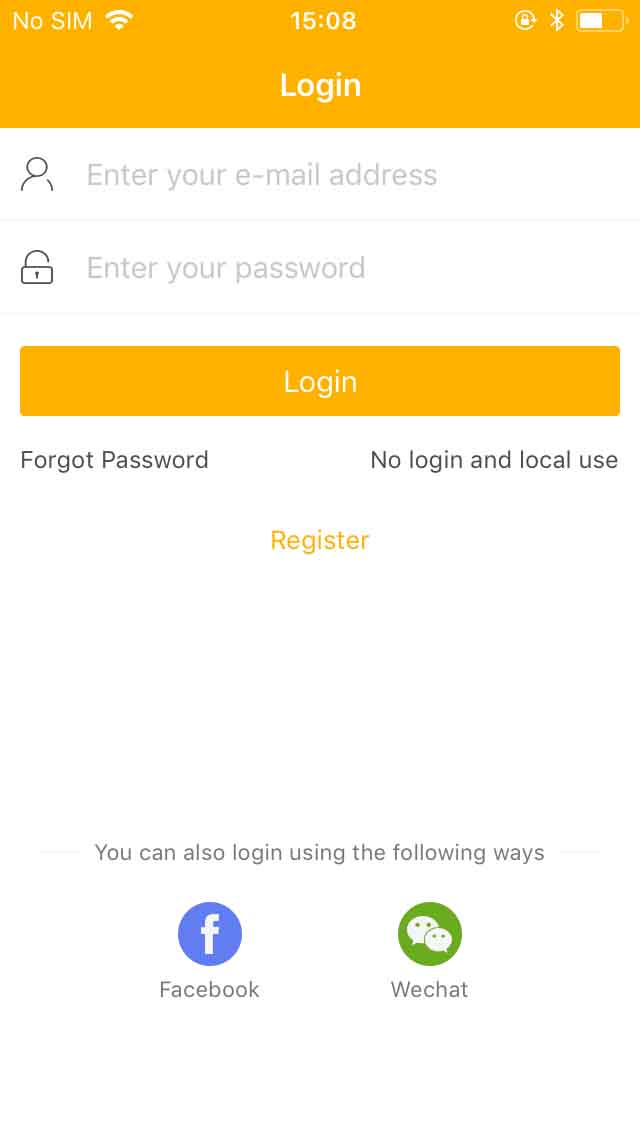 No SIM 15:08
Login
Enter your e-mail address
Enter your password
Login
Forgot Password No login and local use
Register
You can also login using the following ways
Facebook Wechat